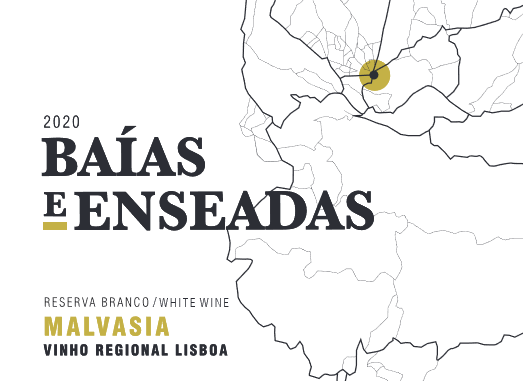 2020
BAÍAS
E ENSEADAS
RESERVA BRANCO/WHITE WINE
MALVASIA
VINHO REGIONAL LISBOA